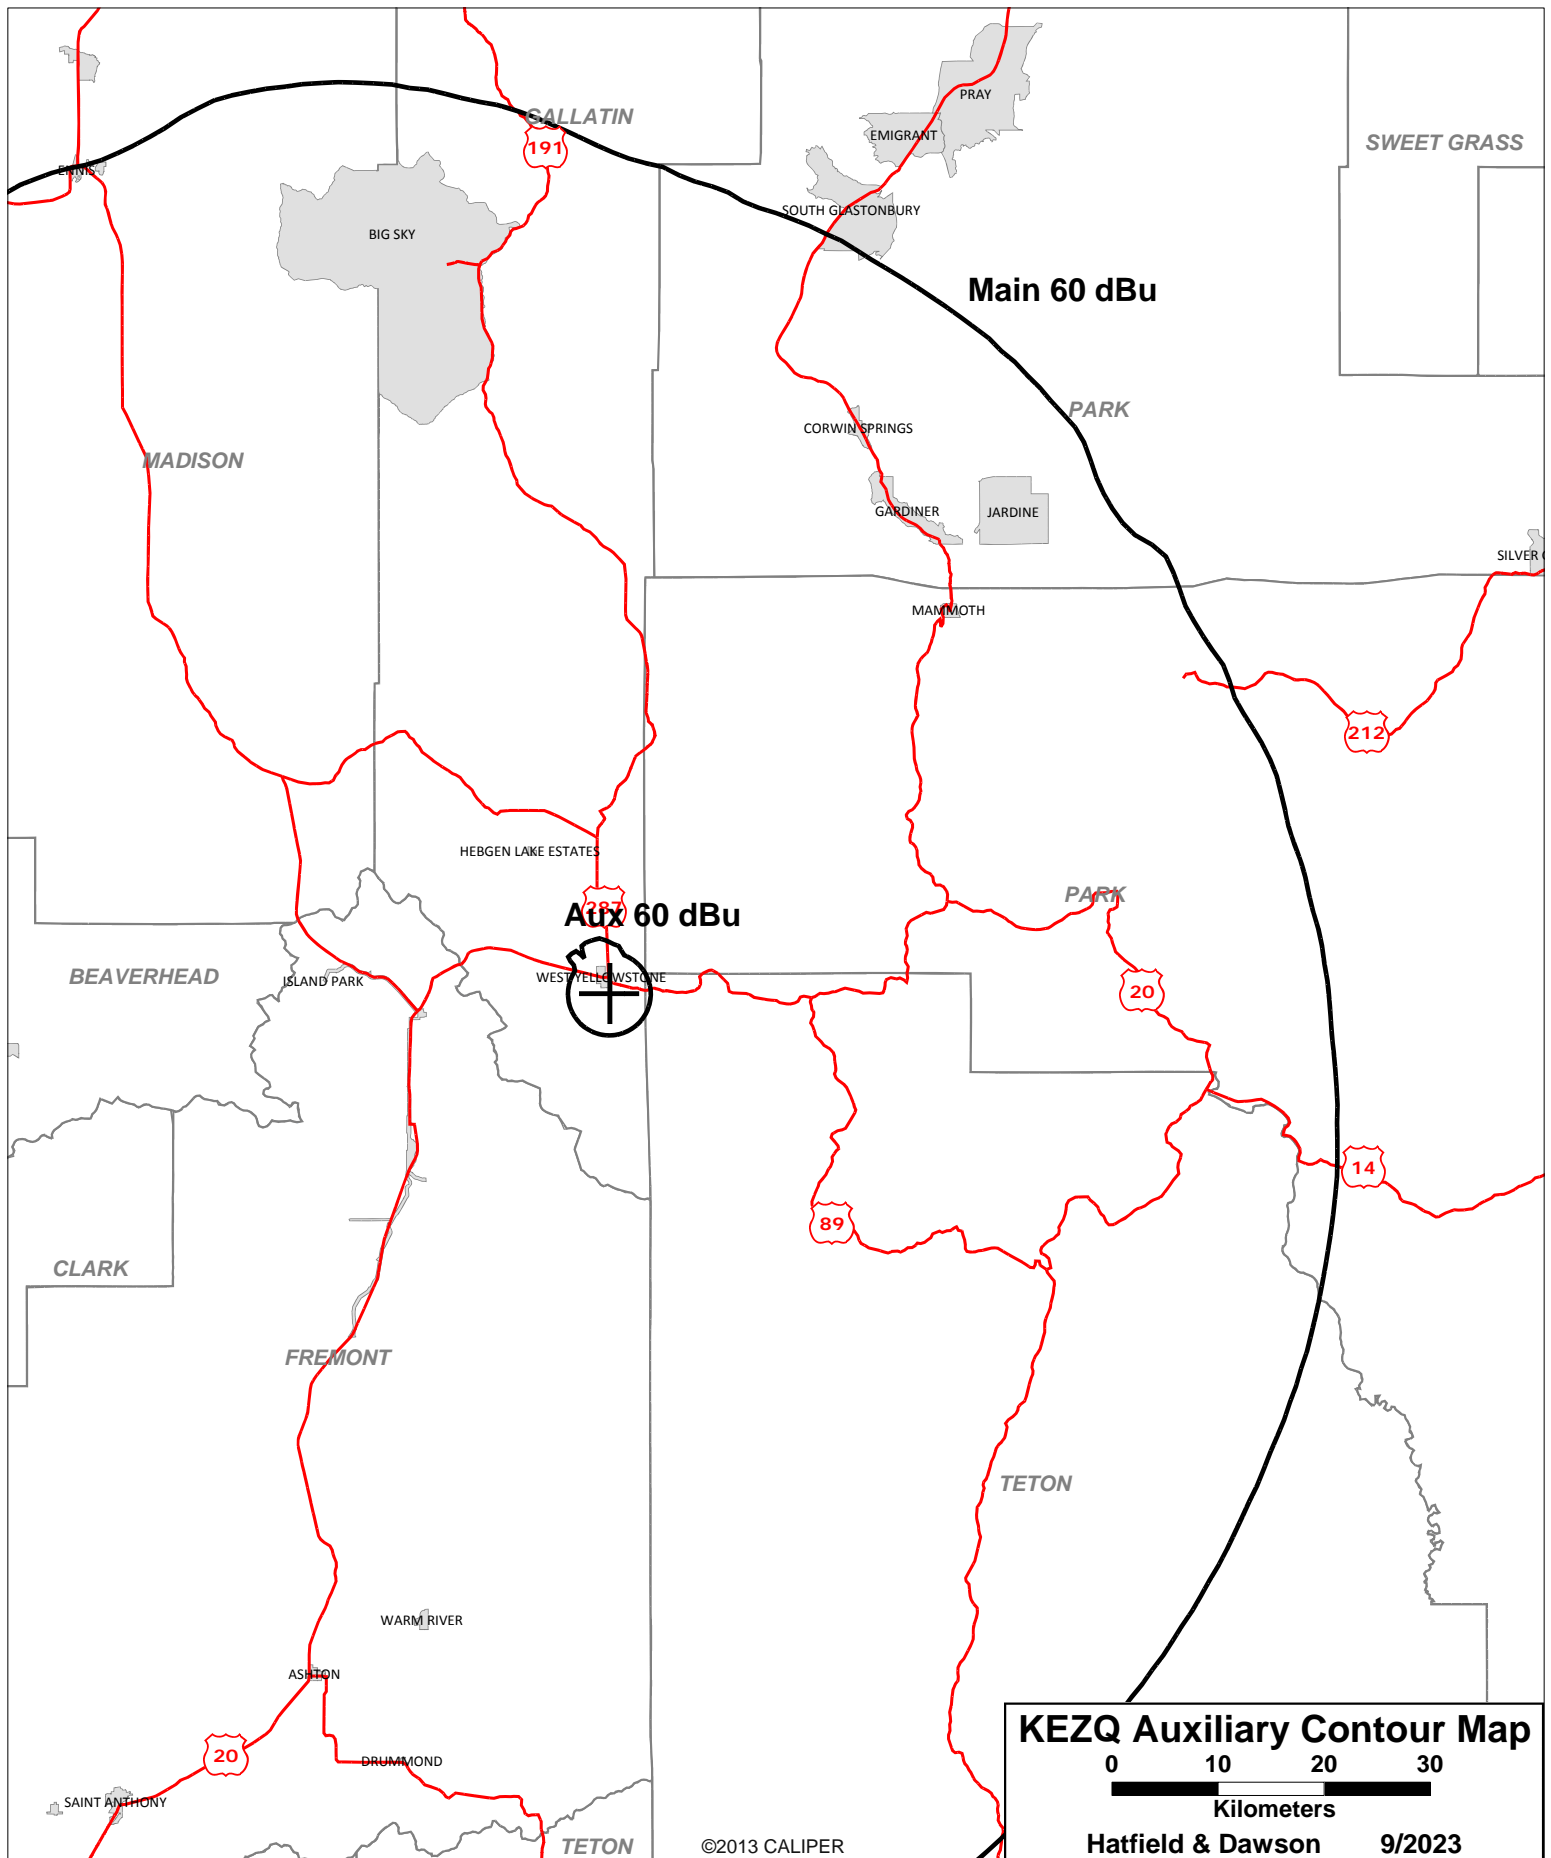 PRAY
GALLATIN
EMIGRANT
191
SWEET GRASS
ENNIS
SOUTH GLASTONBURY
BIG SKY
Main 60 dBu
PARK
CORWIN SPRINGS
MADISON
GARDINER
JARDINE
SILVER
MAMMOTH
212
HEBGEN LAKE ESTATES
PARK
287
Aux 60 dBu
BEAVERHEAD
ISLAND PARK
WEST YELLOWSTONE
20
14
89
CLARK
FREMONT
TETON
WARM RIVER
ASHTON
KEZQ Auxiliary Contour Map
20
DRUMMOND
0 10 20 30
SAINT ANTHONY
Kilometers
TETON
©2013 CALIPER
Hatfield & Dawson 9/2023